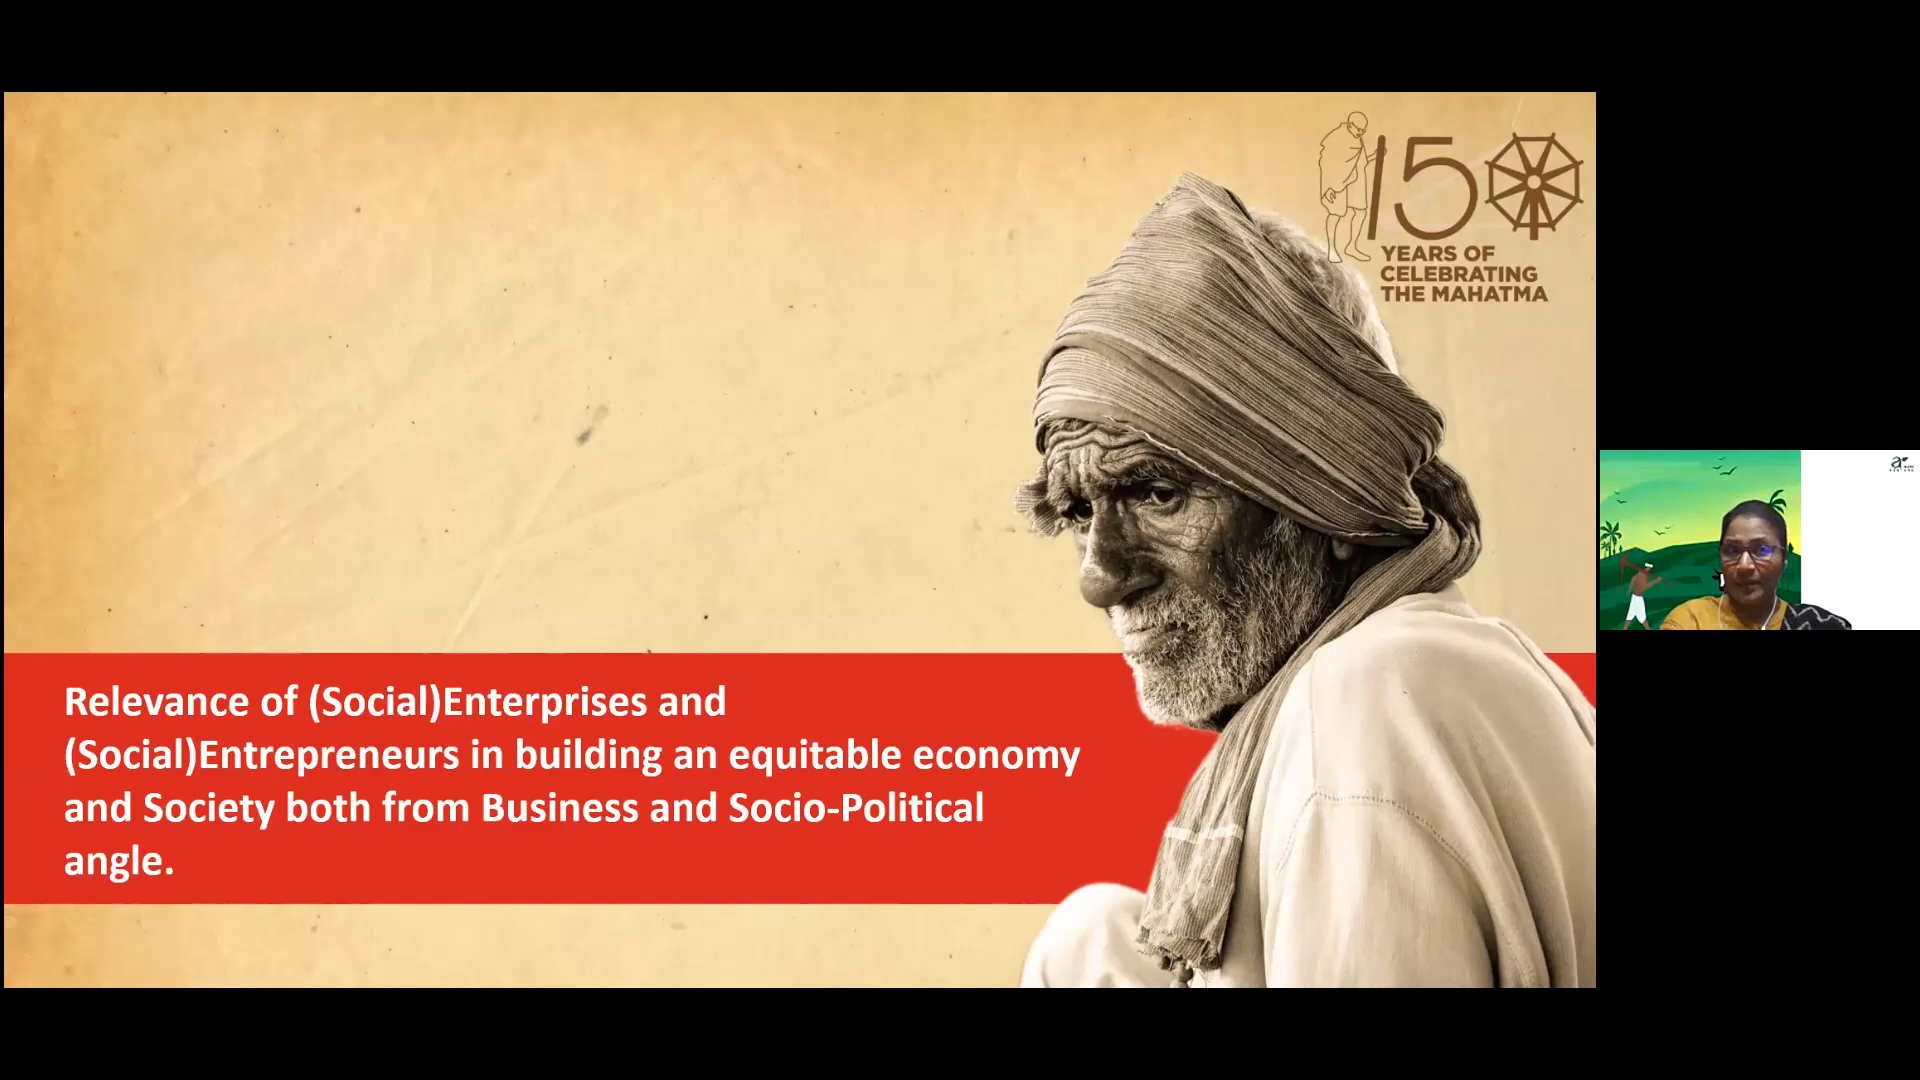 150
YEARS OF
CELEBRATING
THE MAHATMA
Relevance of (Social)Enterprises and
(Social)Entrepreneurs in building an equitable economy
and Society both from Business and Socio-Political
angle.